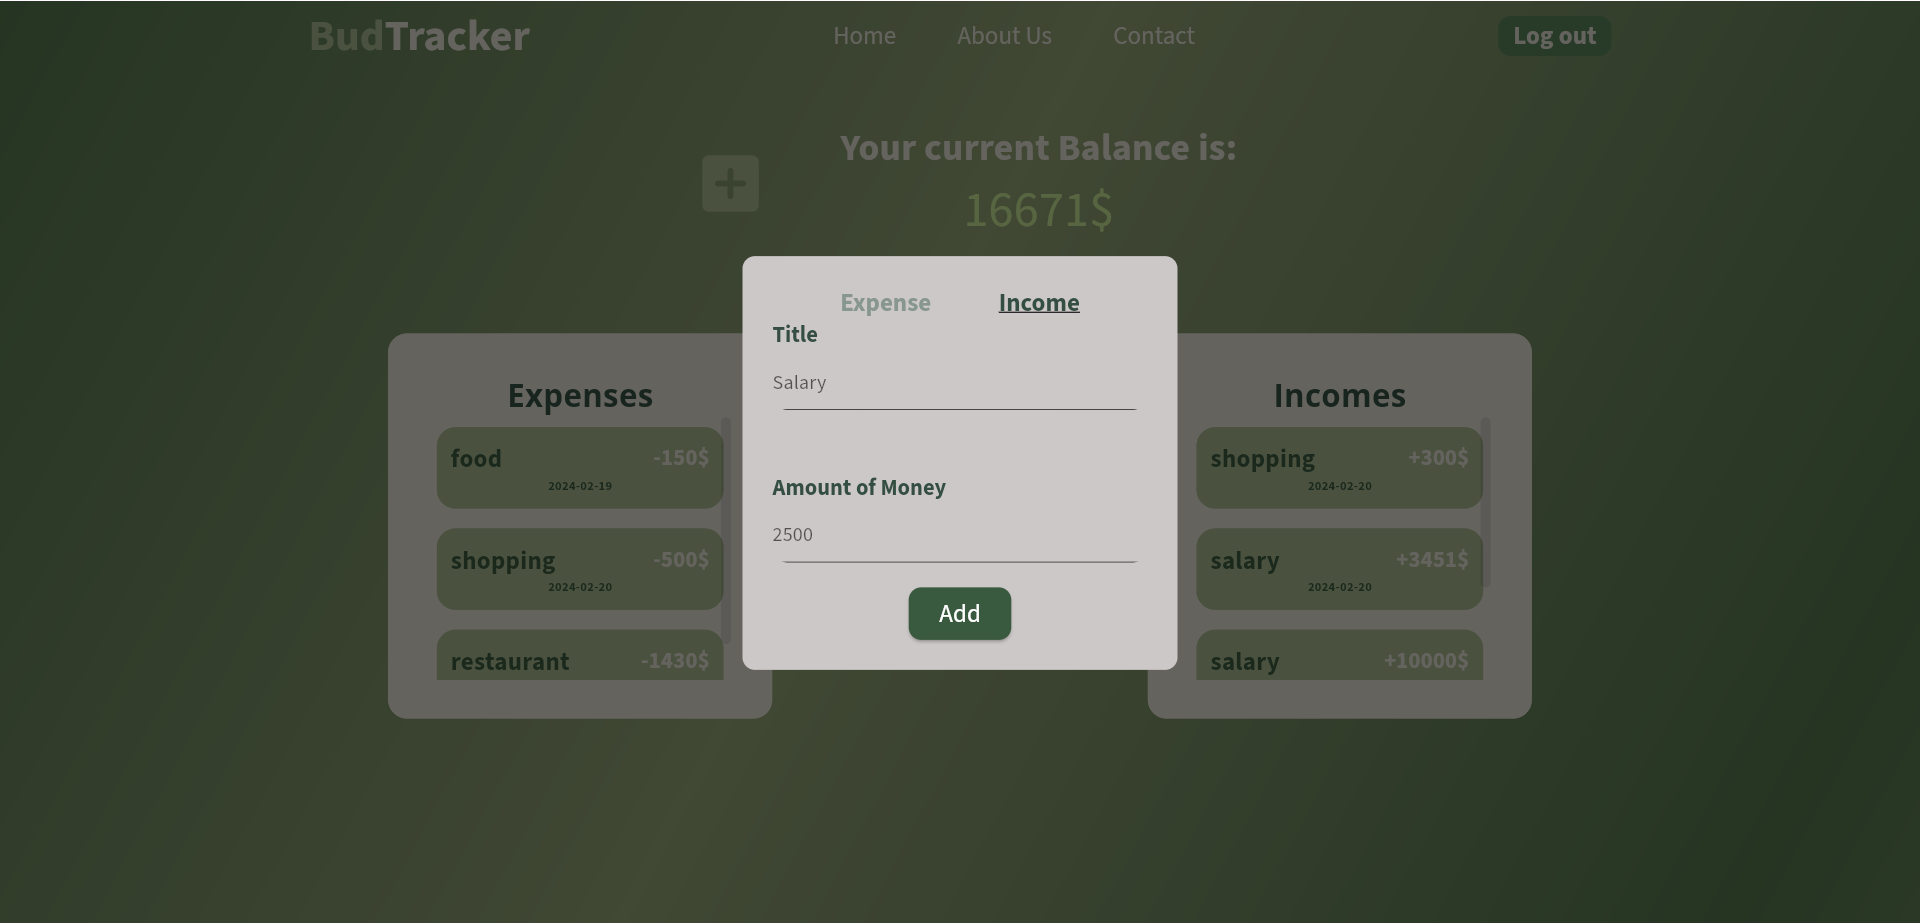 BudTracker
Home About Us Contact
Log out
Your current Balance is:
16671$
Expense Income
Title
Salary
Amount of Money
2500
Add
Expenses
food -150$
2024-02-19
shopping -500$
2024-02-20
restaurant -1430$
Incomes
shopping +300$
2024-02-20
salary +3451$
2024-02-20
salary +10000$